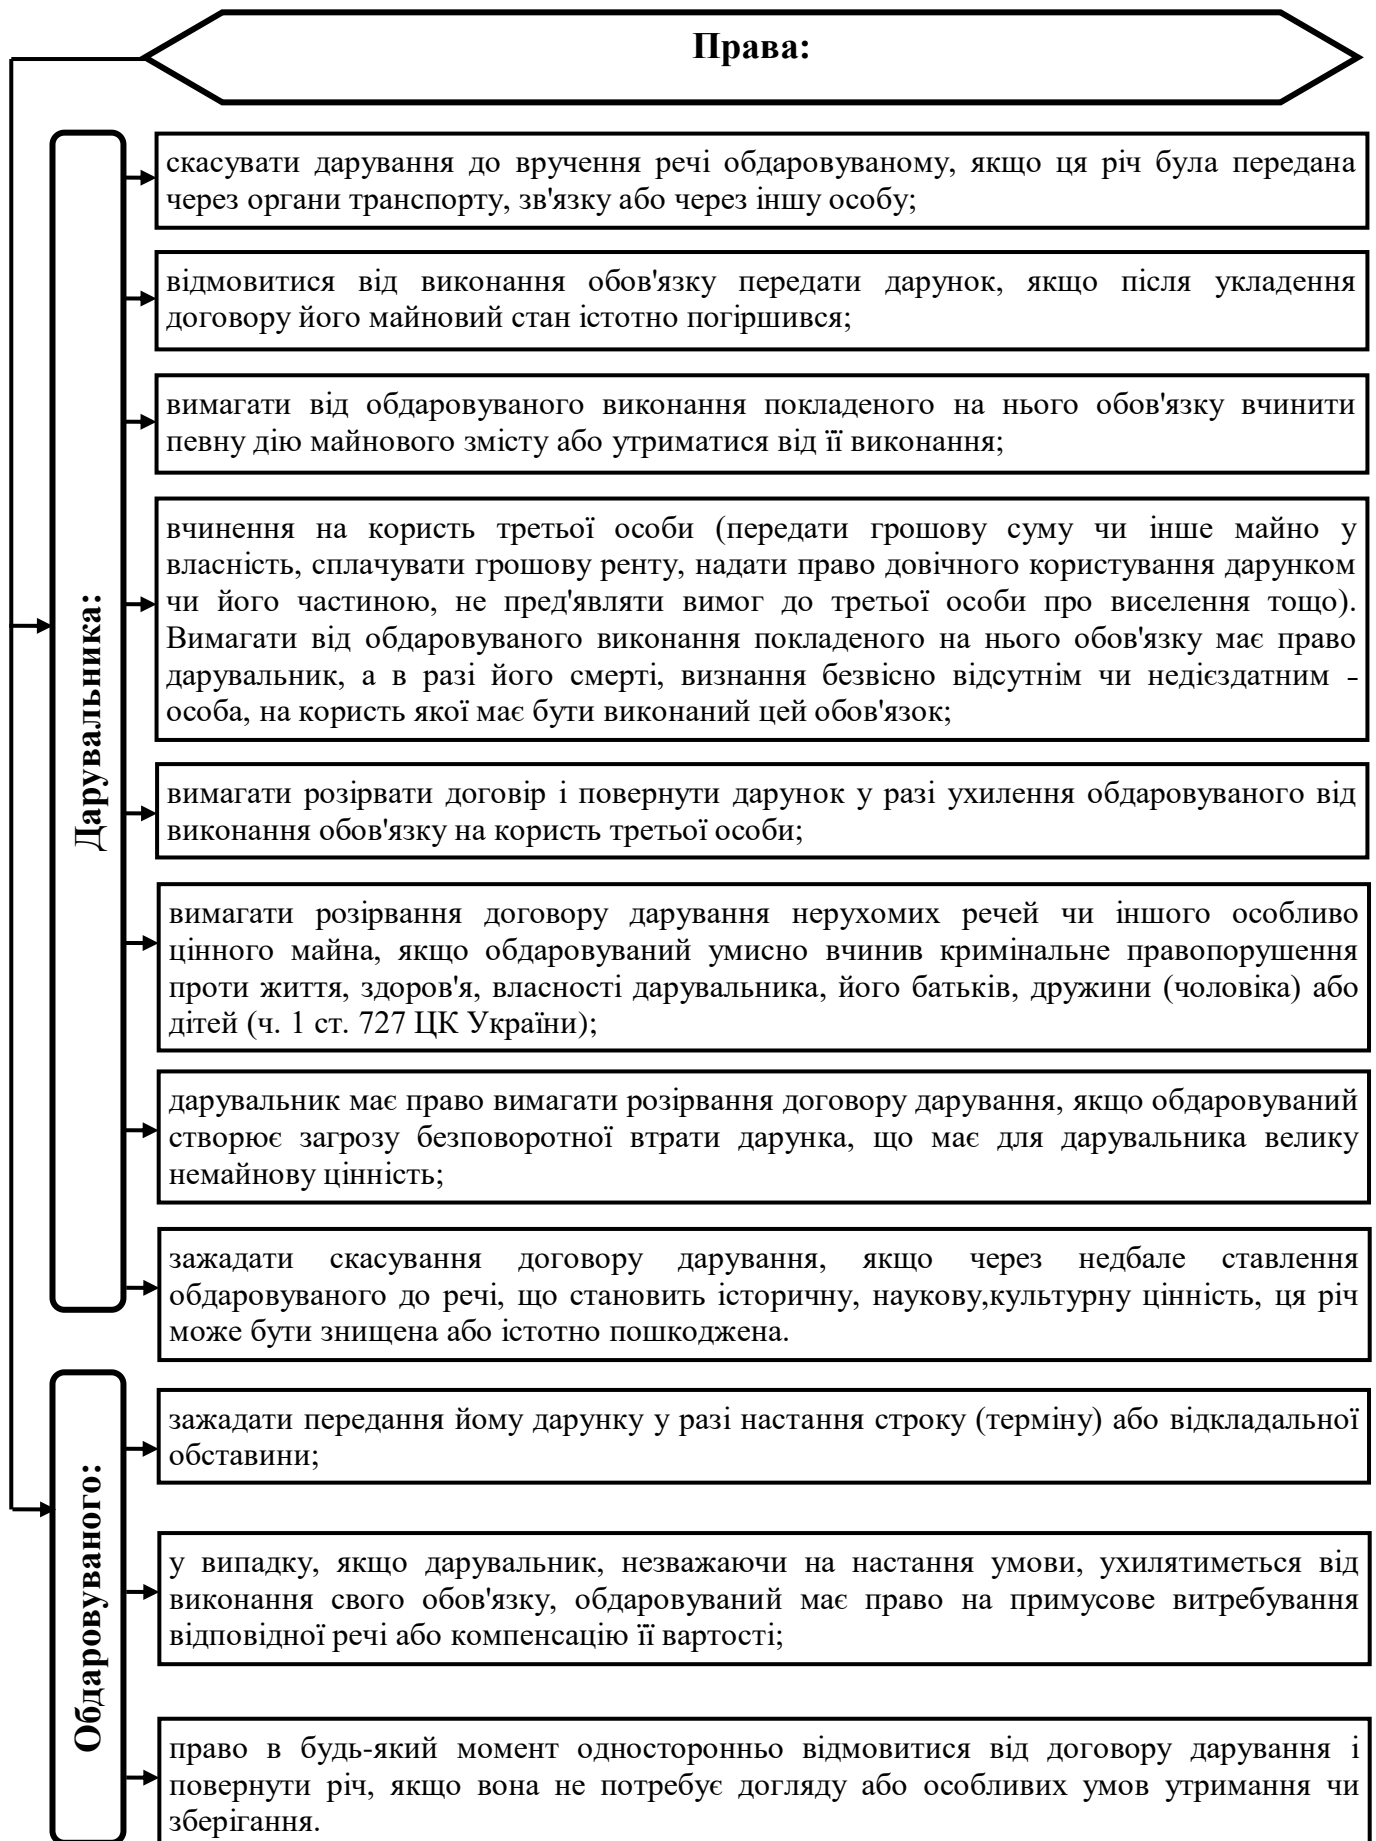 Права:
Дарувальника:
скасувати дарування до вручення речі обдаровуваному, якщо ця річ була передана
через органи транспорту, зв'язку або через іншу особу;
відмовитися від виконання обов'язку передати дарунок, якщо після укладення
договору його майновий стан істотно погіршився;
вимагати від обдаровуваного виконання покладеного на нього обов'язку вчинити
певну дію майнового змісту або утриматися від її виконання;
вчинення на користь третьої особи (передати грошову суму чи інше майно у
власність, сплачувати грошову ренту, надати право довічного користування дарунком
чи його частиною, не пред'являти вимог до третьої особи про виселення тощо).
Вимагати від обдаровуваного виконання покладеного на нього обов'язку має право
дарувальник, а в разі його смерті, визнання безвісно відсутнім чи недієздатним -
особа, на користь якої має бути виконаний цей обов'язок;
вимагати розірвати договір і повернути дарунок у разі ухилення обдаровуваного від
виконання обов'язку на користь третьої особи;
вимагати розірвання договору дарування нерухомих речей чи іншого особливо
цінного майна, якщо обдаровуваний умисно вчинив кримінальне правопорушення
проти життя, здоров'я, власності дарувальника, його батьків, дружини (чоловіка) або
дітей (ч. 1 ст. 727 ЦК України);
дарувальник має право вимагати розірвання договору дарування, якщо обдаровуваний
створює загрозу безповоротної втрати дарунка, що має для дарувальника велику
немайнову цінність;
зажадати скасування договору дарування, якщо через недбале ставлення
обдаровуваного до речі, що становить історичну, наукову,культурну цінність, ця річ
може бути знищена або істотно пошкоджена.
Обдаровуваного:
зажадати передання йому дарунку у разі настання строку (терміну) або відкладальної
обставини;
у випадку, якщо дарувальник, незважаючи на настання умови, ухилятиметься від
виконання свого обов'язку, обдаровуваний має право на примусове витребування
відповідної речі або компенсацію її вартості;
право в будь-який момент односторонньо відмовитися від договору дарування і
повернути річ, якщо вона не потребує догляду або особливих умов утримання чи
зберігання.